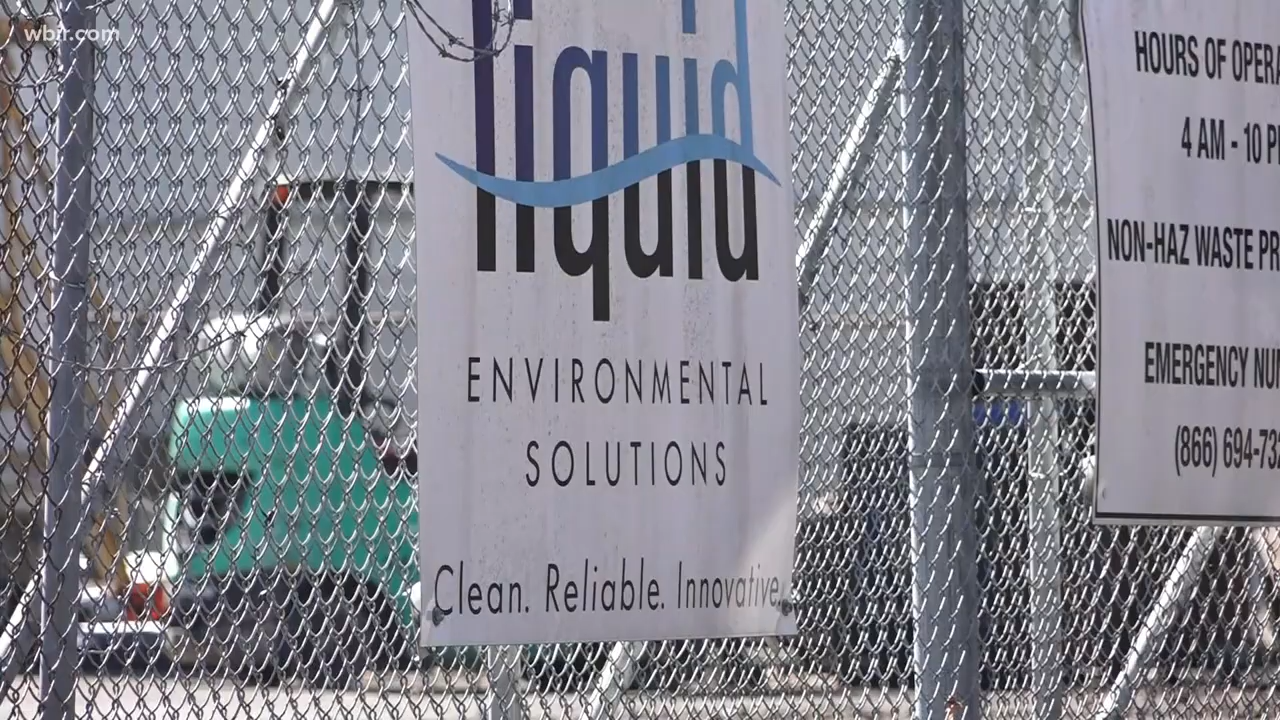 wbir.com
liquid
ENVIRONMENTAL
SOLUTIONS
Clean. Reliable. Innovative.
HOURS OF OPERA
4 AM - 10 P
NON-HAZ WASTE PR
EMERGENCY NU
(866) 694-732